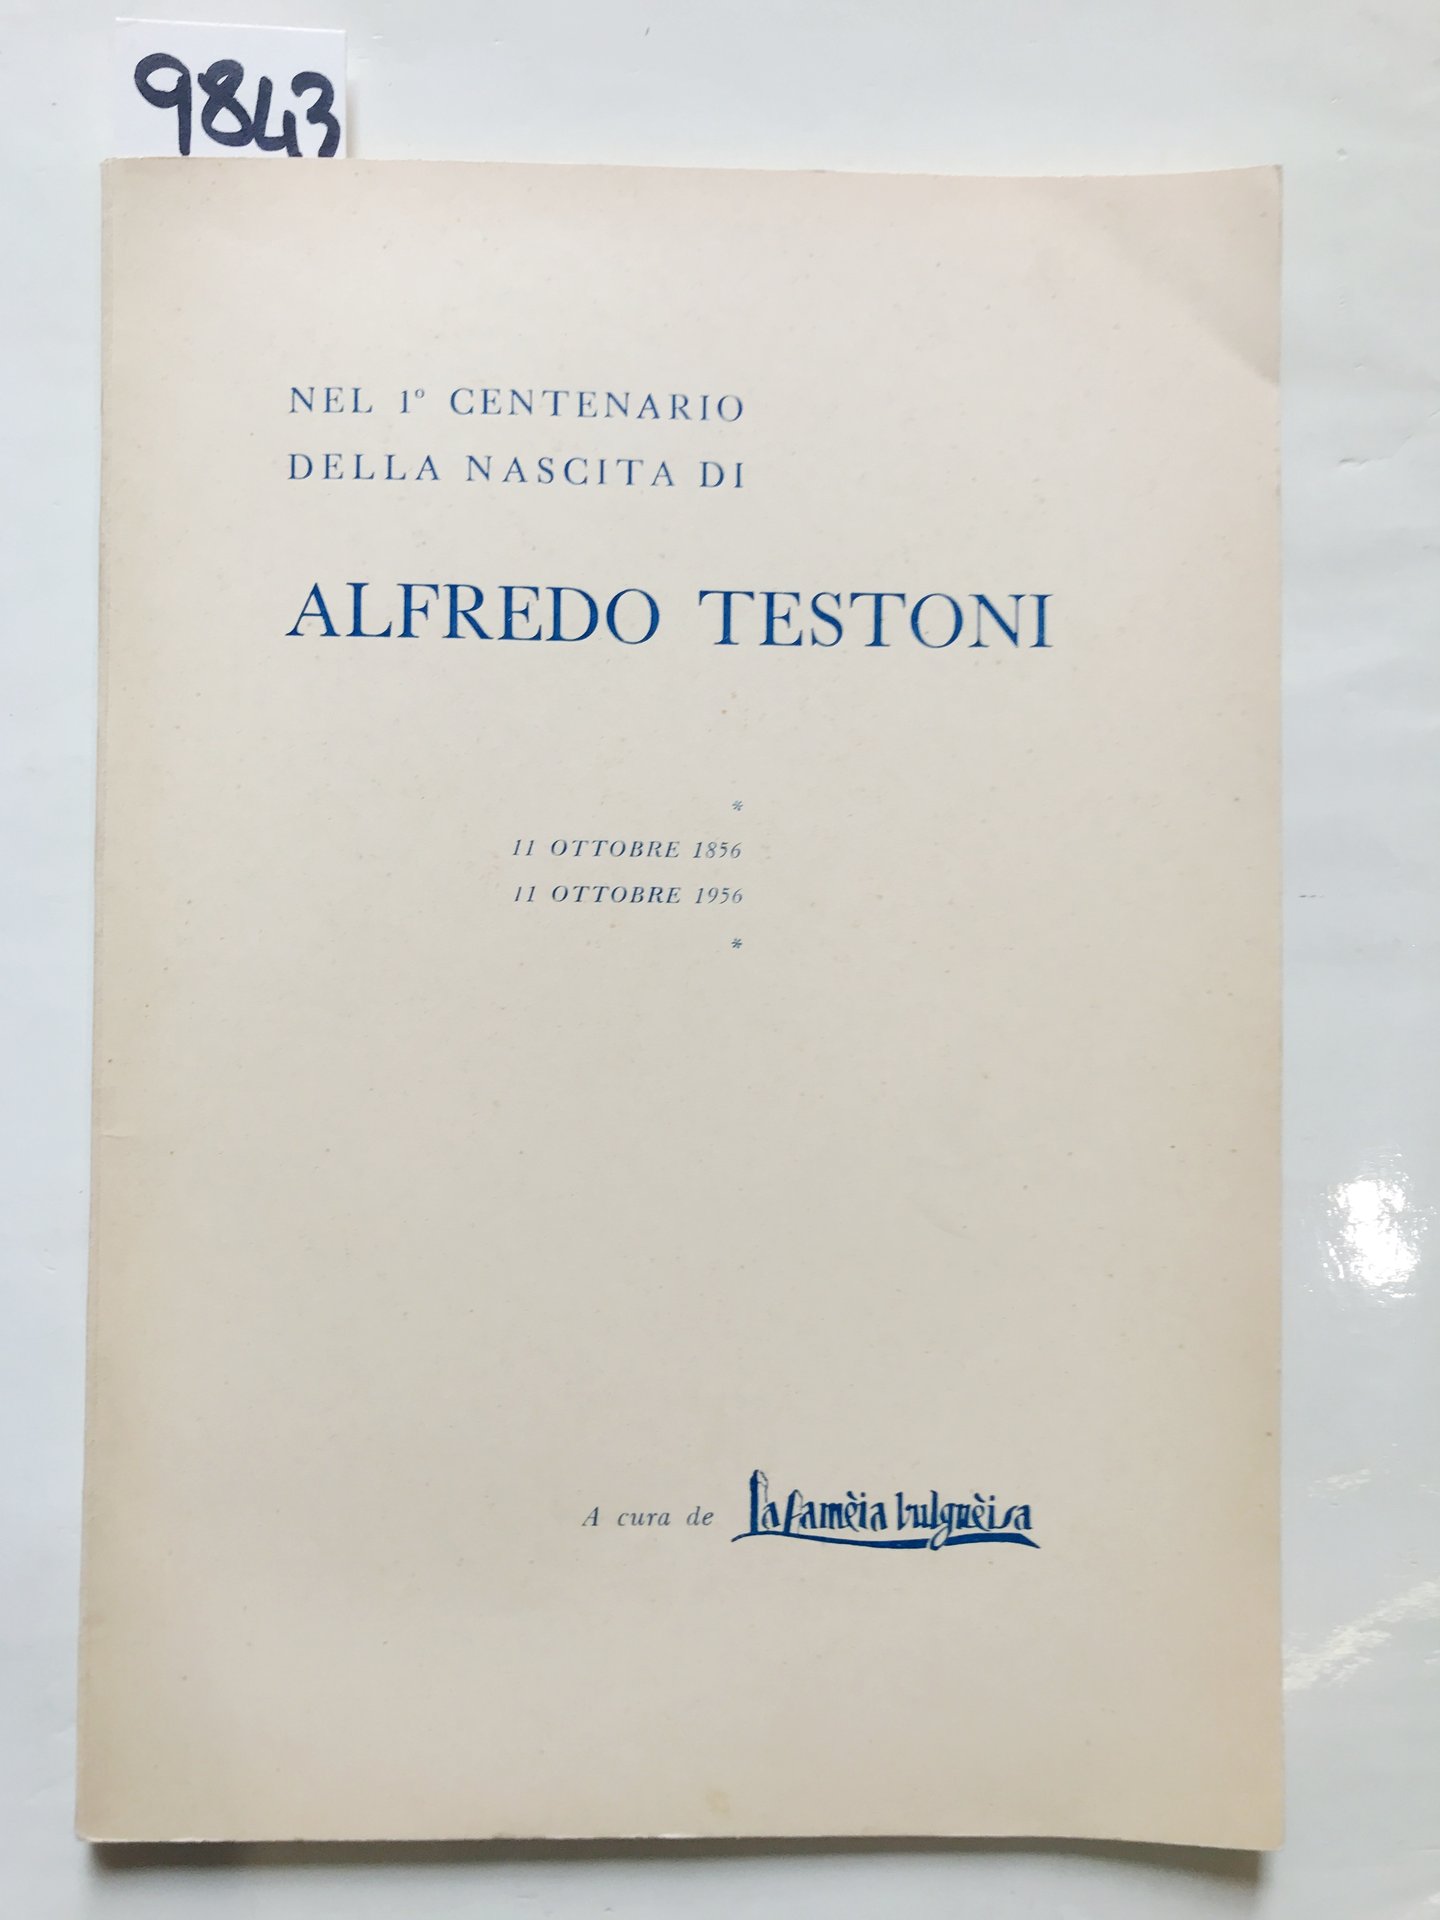 9843
NEL 1º CENTENARIO
DELLA NASCITA DI
ALFREDO TESTONI
*
11 OTTOBRE 1856
11 OTTOBRE 1956
*
A cura de La Famèia bulgnèisa